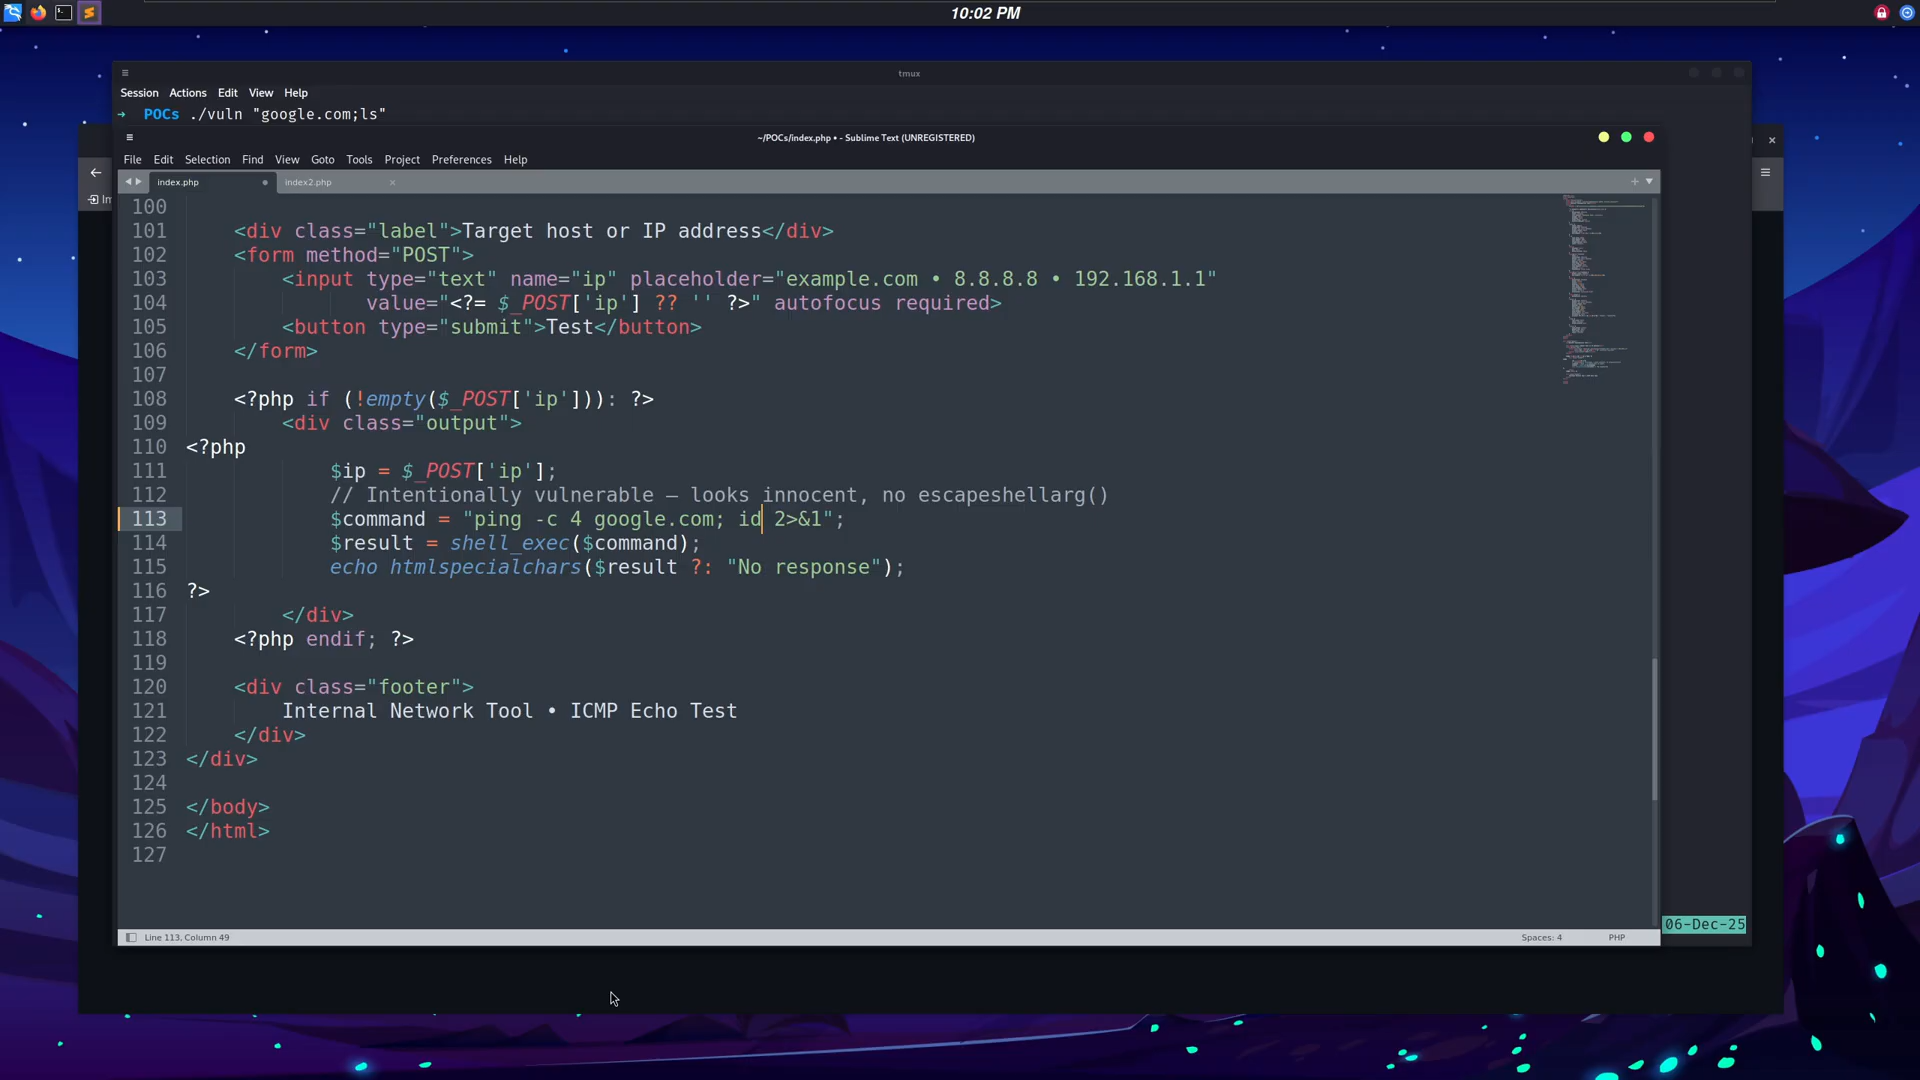 10:02 PM
tmux
Session Actions Edit View Help
➜ POCs ./vuln "google.com;ls"
~/POCs/index.php • - Sublime Text (UNREGISTERED)
File Edit Selection Find View Goto Tools Project Preferences Help
index.php index2.php
100
101 <div class="label">Target host or IP address</div>
102 <form method="POST">
103 <input type="text" name="ip" placeholder="example.com • 8.8.8.8 • 192.168.1.1"
104 value="<?= $_POST['ip'] ?? '' ?>" autofocus required>
105 <button type="submit">Test</button>
106 </form>
107
108 <?php if (!empty($_POST['ip'])): ?>
109 <div class="output">
110 <?php
111 $ip = $_POST['ip'];
112 // Intentionally vulnerable — looks innocent, no escapeshellarg()
113 $command = "ping -c 4 google.com; id 2>&1";
114 $result = shell_exec($command);
115 echo htmlspecialchars($result ?: "No response");
116 ?>
117 </div>
118 <?php endif; ?>
119
120 <div class="footer">
121 Internal Network Tool • ICMP Echo Test
122 </div>
123 </div>
124
125 </body>
126 </html>
127
06-Dec-25
Line 113, Column 49 Spaces: 4 PHP